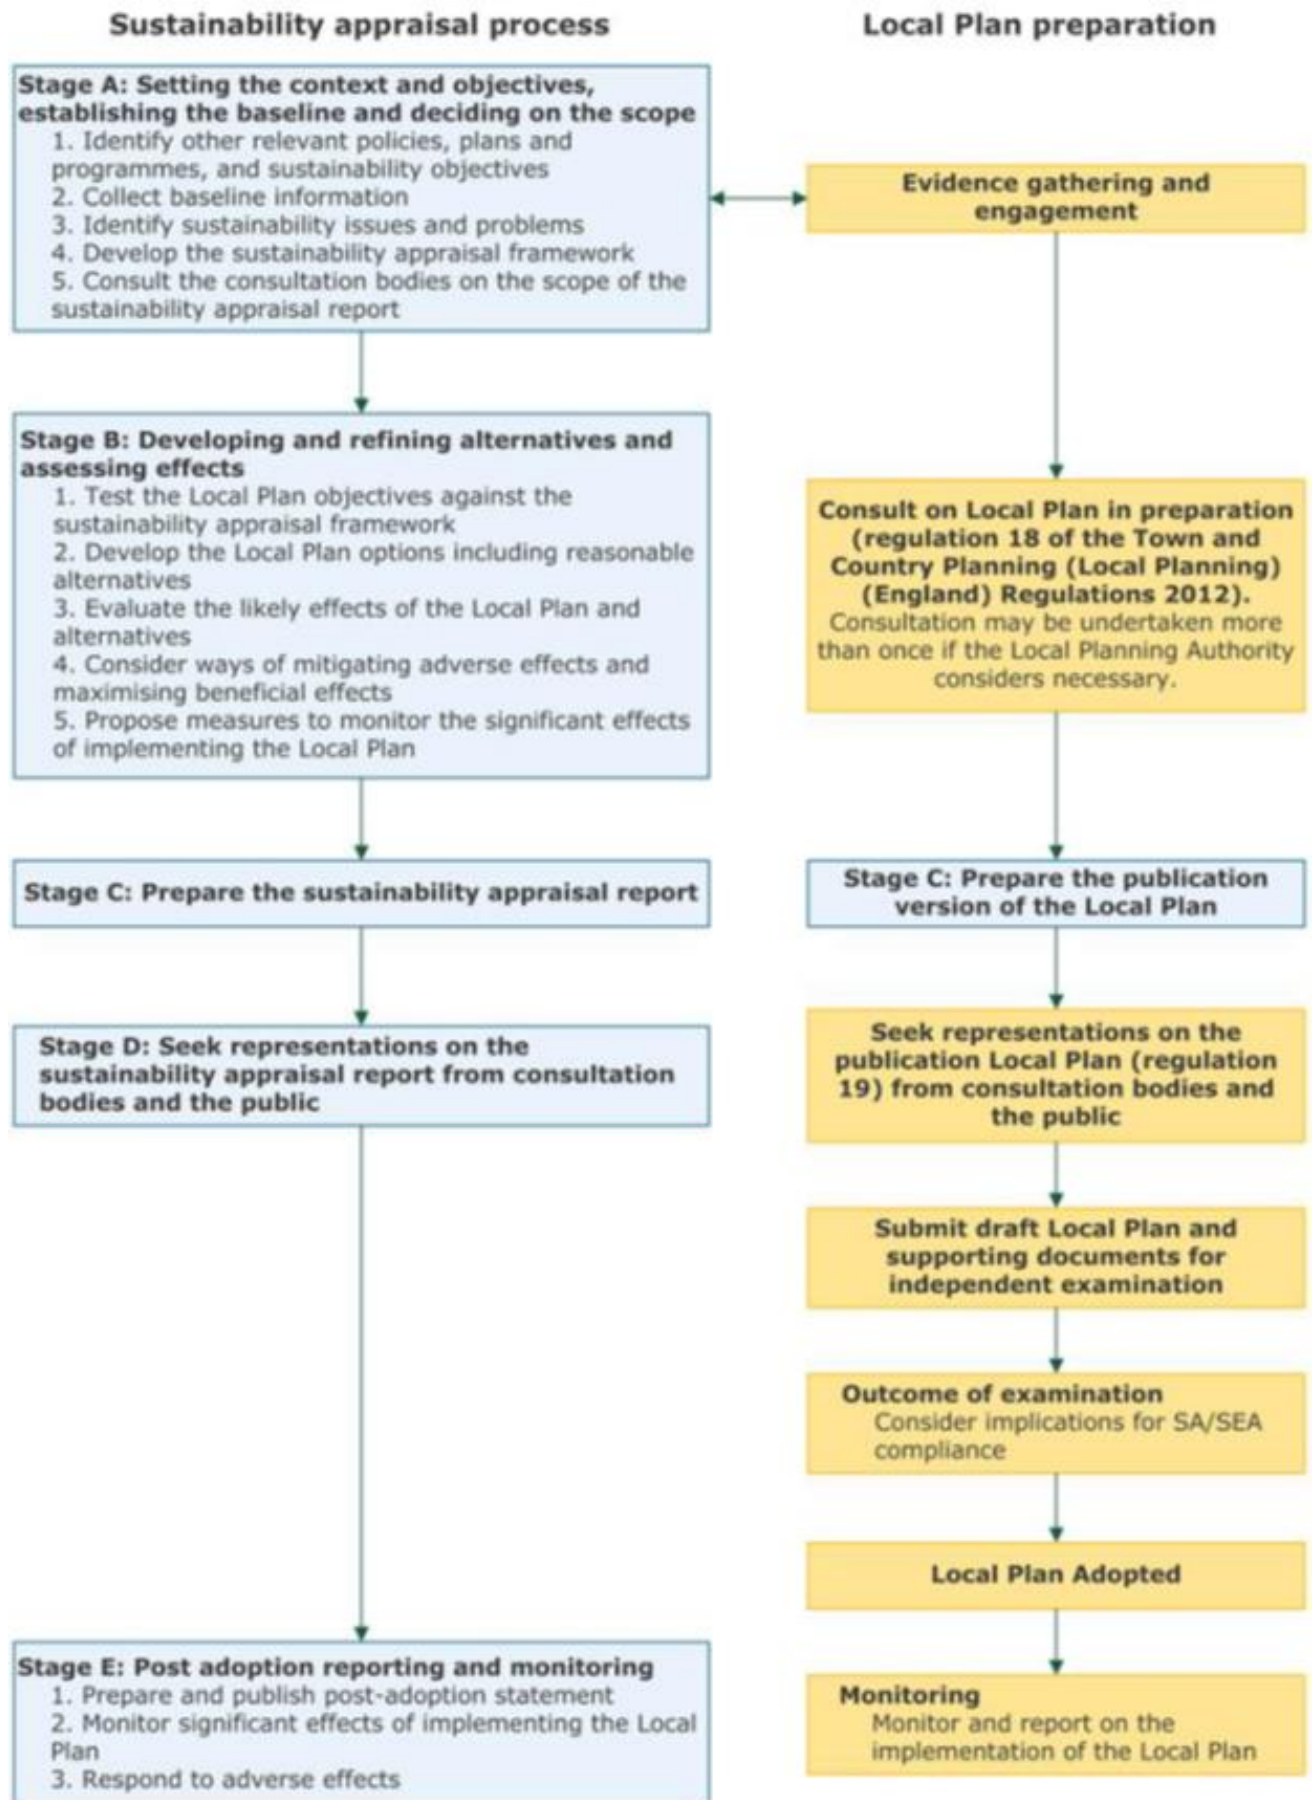 Sustainability appraisal process
Local Plan preparation
Stage A: Setting the context and objectives,
establishing the baseline and deciding on the scope
1. Identify other relevant policies, plans and
programmes, and sustainability objectives
2. Collect baseline information
3. Identify sustainability issues and problems
4. Develop the sustainability appraisal framework
5. Consult the consultation bodies on the scope of the
sustainability appraisal report
Evidence gathering and
engagement
Stage B: Developing and refining alternatives and
assessing effects
1. Test the Local Plan objectives against the
sustainability appraisal framework
2. Develop the Local Plan options including reasonable
alternatives
3. Evaluate the likely effects of the Local Plan and
alternatives
4. Consider ways of mitigating adverse effects and
maximising beneficial effects
5. Propose measures to monitor the significant effects
of implementing the Local Plan
Consult on Local Plan in preparation
(regulation 18 of the Town and
Country Planning (Local Planning)
(England) Regulations 2012).
Consultation may be undertaken more
than once if the Local Planning Authority
considers necessary.
Stage C: Prepare the sustainability appraisal report
Stage C: Prepare the publication
version of the Local Plan
Stage D: Seek representations on the
sustainability appraisal report from consultation
bodies and the public
Seek representations on the
publication Local Plan (regulation
19) from consultation bodies and
the public
Submit draft Local Plan and
supporting documents for
independent examination
Outcome of examination
Consider implications for SA/SEA
compliance
Local Plan Adopted
Stage E: Post adoption reporting and monitoring
1. Prepare and publish post-adoption statement
2. Monitor significant effects of implementing the Local
Plan
3. Respond to adverse effects
Monitoring
Monitor and report on the
implementation of the Local Plan